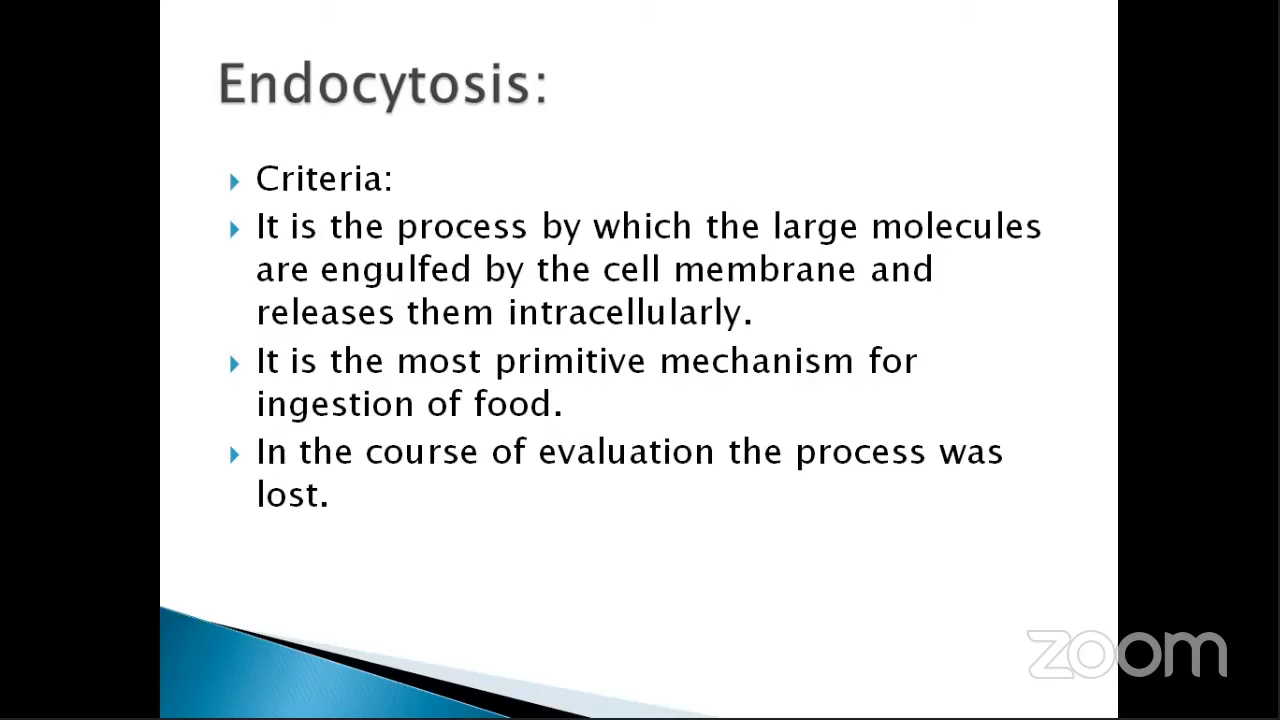 Endocytosis:
Criteria:
It is the process by which the large molecules
are engulfed by the cell membrane and
releases them intracellularly.
It is the most primitive mechanism for
ingestion of food.
In the course of evaluation the process was
lost.
zoom